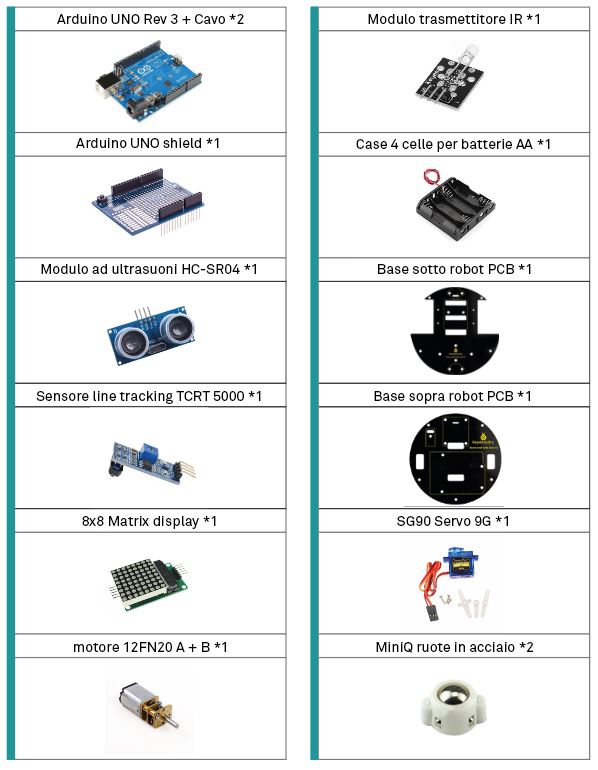 Arduino UNO Rev 3 + Cavo *2
Arduino UNO shield *1
Modulo ad ultrasuoni HC-SR04 *1
Sensore line tracking TCRT 5000 *1
8x8 Matrix display *1
motore 12FN20 A + B *1
Modulo trasmettitore IR *1
Case 4 celle per batterie AA *1
Base sotto robot PCB *1
Base sopra robot PCB *1
SG90 Servo 9G *1
MiniQ ruote in acciaio *2